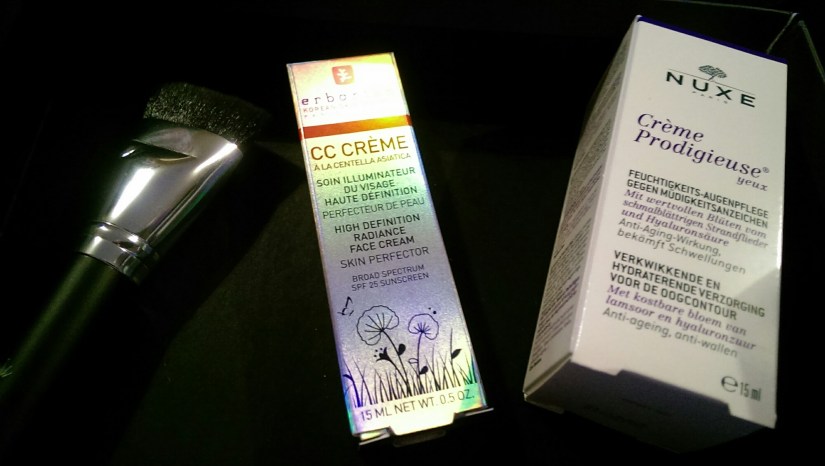 CC CRÈME
À LA CENTELLA ASIATICA
SOIN ILLUMINATEUR
DU VISAGE
HAUTE DÉFINITION
PERFECTEUR DE PEAU
HIGH DEFINITION
RADIANCE
FACE CREAM
SKIN PERFECTOR
BROAD SPECTRUM
SPF 25 SUNSCREEN
15 ML NET WT. 0.5 OZ.
NUXE
PARIS
Crème
Prodigieuse®
yeux
FEUCHTIGKEITS-AUGENPFLEGE
GEGEN MÜDIGKEITSANZEICHEN
Mit wertvollen Blüten vom
schmalblättrigen Strandflieder
und Hyaluronsäure
Anti-Aging-Wirkung,
bekämpft Schwellungen
VERKWIKKENDE EN
HYDRATERENDE VERZORGING
VOOR DE OOGCONTOUR
Met kostbare bloem van
lamsoor en hyaluronzuur
Anti-ageing, anti-wallen
℮ 15 ml